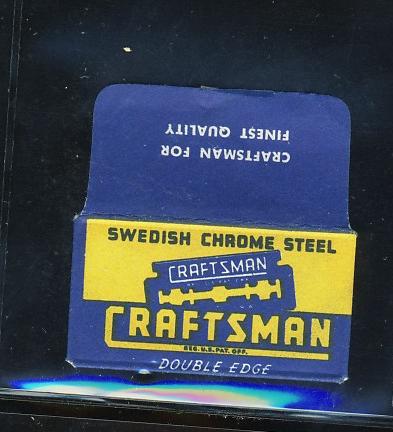 CRAFTSMAN FOR
FINEST QUALITY
SWEDISH CHROME STEEL
CRAFTSMAN
CRAFTSMAN
REG. U.S. PAT. OFF.
DOUBLE EDGE